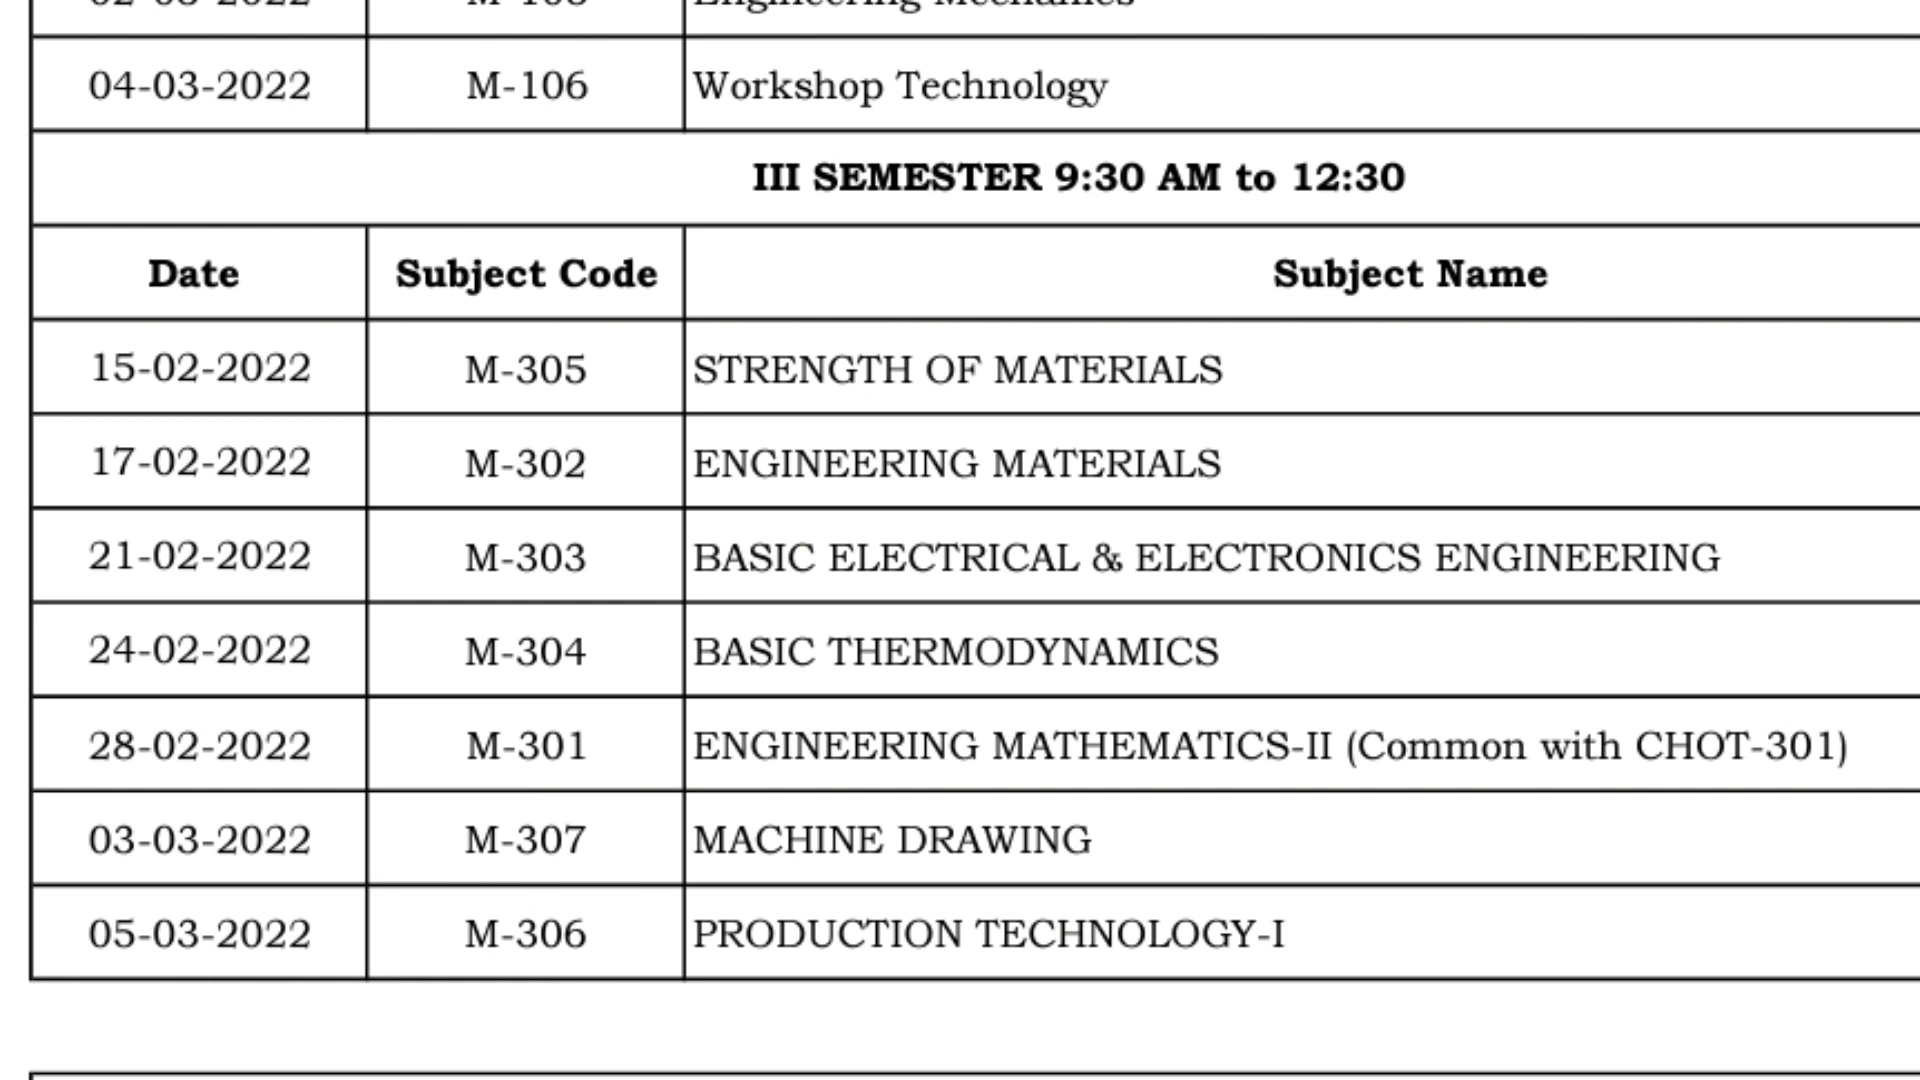 04-03-2022 M-106 Workshop Technology
III SEMESTER 9:30 AM to 12:30
Date Subject Code Subject Name
15-02-2022 M-305 STRENGTH OF MATERIALS
17-02-2022 M-302 ENGINEERING MATERIALS
21-02-2022 M-303 BASIC ELECTRICAL & ELECTRONICS ENGINEERING
24-02-2022 M-304 BASIC THERMODYNAMICS
28-02-2022 M-301 ENGINEERING MATHEMATICS-II (Common with CHOT-301)
03-03-2022 M-307 MACHINE DRAWING
05-03-2022 M-306 PRODUCTION TECHNOLOGY-I